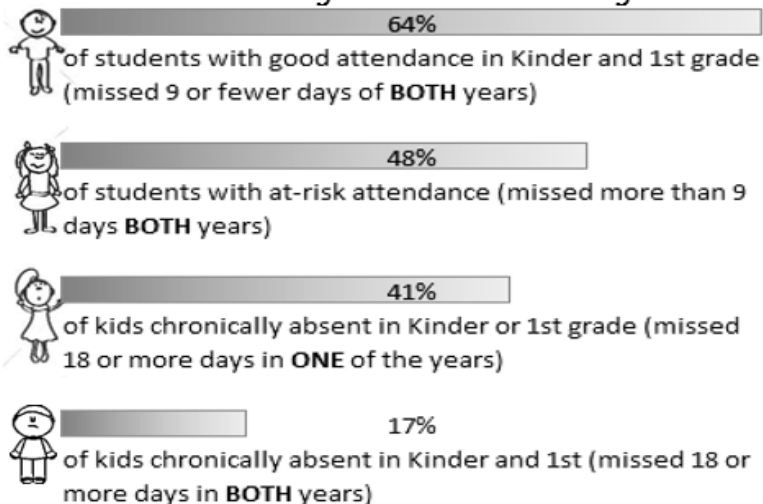 64%
of students with good attendance in Kinder and 1st grade
(missed 9 or fewer days of BOTH years)
48%
of students with at-risk attendance (missed more than 9
days BOTH years)
41%
of kids chronically absent in Kinder or 1st grade (missed
18 or more days in ONE of the years)
17%
of kids chronically absent in Kinder and 1st (missed 18 or
more days in BOTH years)